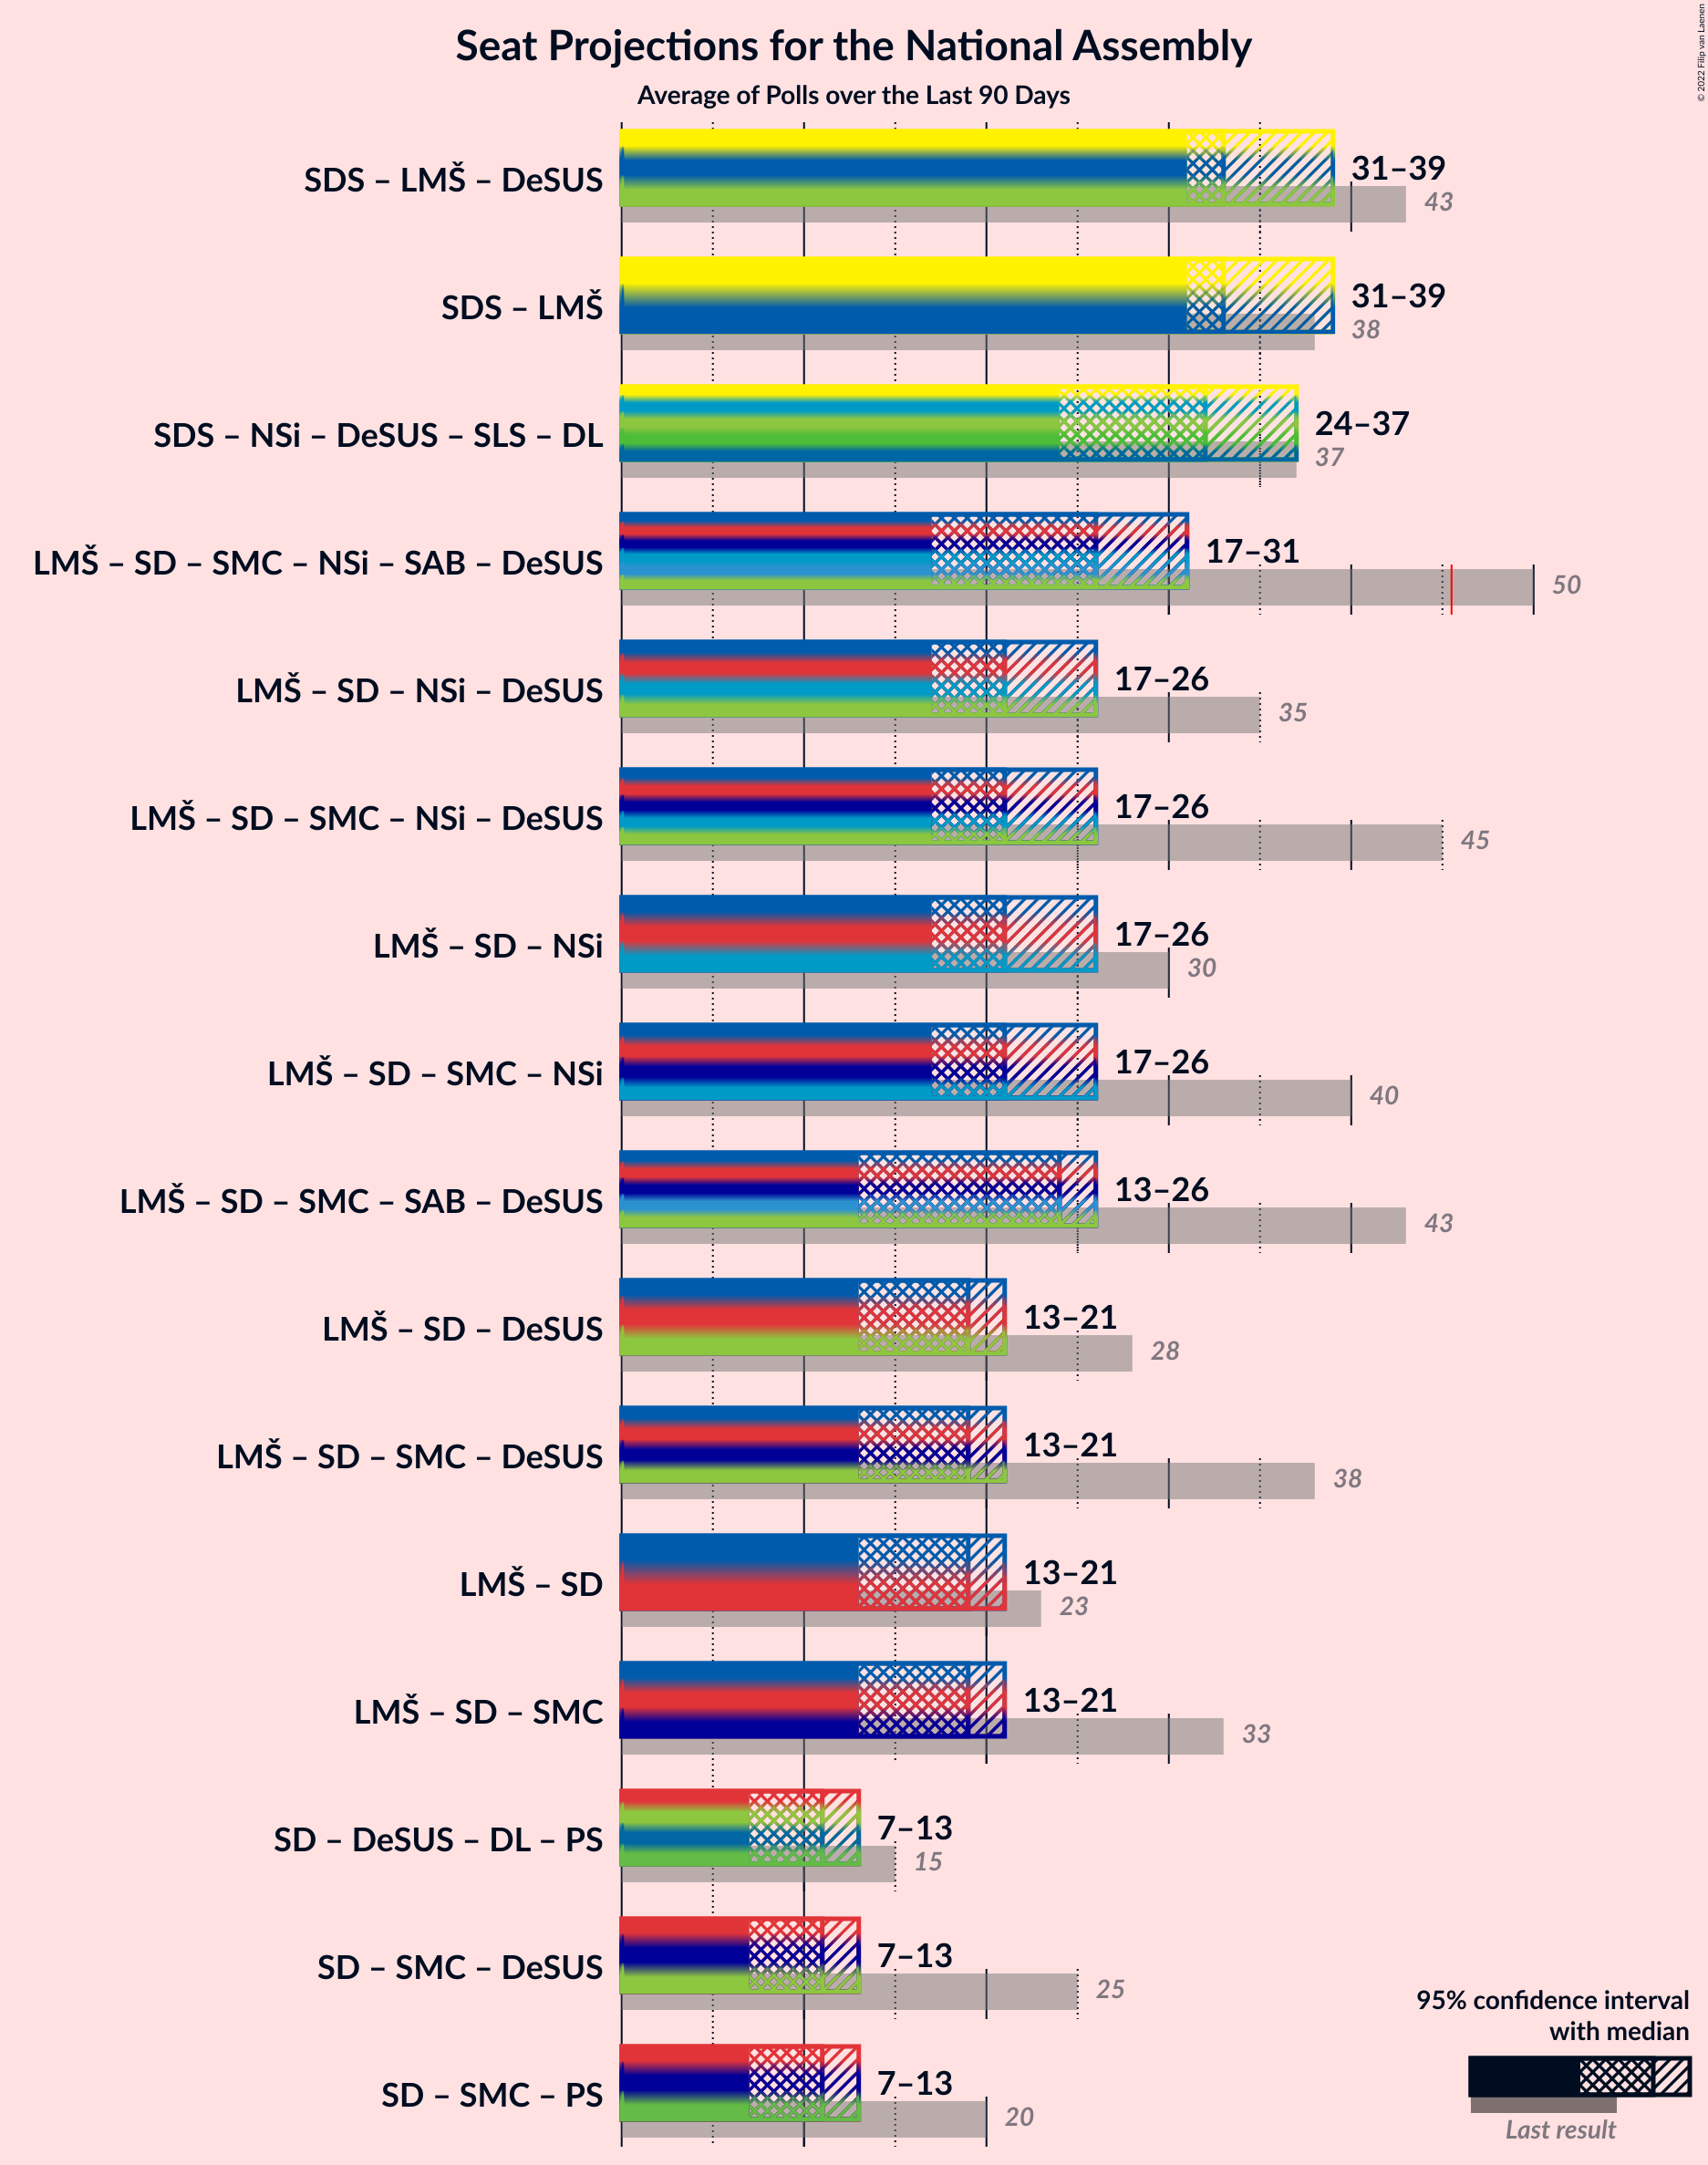 Seat Projections for the National Assembly
Average of Polls over the Last 90 Days
© 2022 Filip van Laenen
SDS – LMŠ – DeSUS
31–39
43
SDS – LMŠ
31–39
38
SDS – NSi – DeSUS – SLS – DL
24–37
37
LMŠ – SD – SMC – NSi – SAB – DeSUS
17–31
50
LMŠ – SD – NSi – DeSUS
17–26
35
LMŠ – SD – SMC – NSi – DeSUS
17–26
45
LMŠ – SD – NSi
17–26
30
LMŠ – SD – SMC – NSi
17–26
40
LMŠ – SD – SMC – SAB – DeSUS
13–26
43
LMŠ – SD – DeSUS
13–21
28
LMŠ – SD – SMC – DeSUS
13–21
38
LMŠ – SD
13–21
23
LMŠ – SD – SMC
13–21
33
SD – DeSUS – DL – PS
7–13
15
SD – SMC – DeSUS
7–13
25
SD – SMC – PS
7–13
20
95% confidence interval
with median
Last result